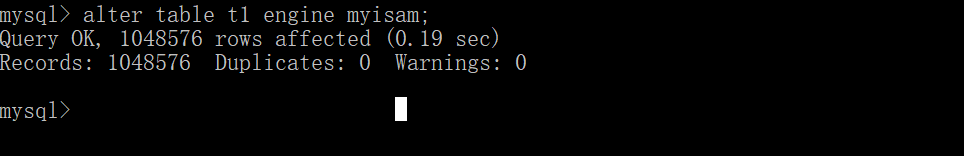 mysql> alter table t1 engine myisam;
Query OK, 1048576 rows affected (0.19 sec)
Records: 1048576  Duplicates: 0  Warnings: 0
mysql>